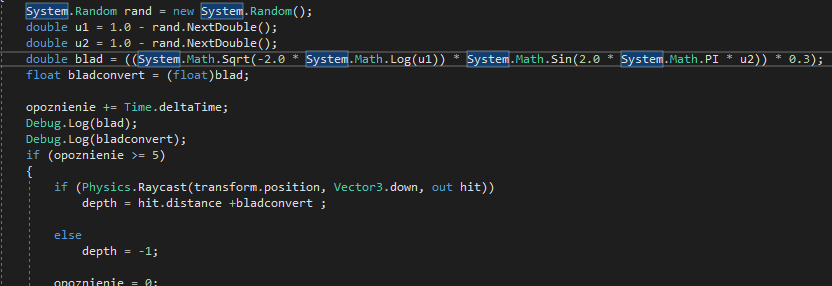 System.Random rand = new System.Random();
double u1 = 1.0 - rand.NextDouble();
double u2 = 1.0 - rand.NextDouble();
double blad = ((System.Math.Sqrt(-2.0 * System.Math.Log(u1)) * System.Math.Sin(2.0 * System.Math.PI * u2)) * 0.3);
float bladconvert = (float)blad;
opoznienie += Time.deltaTime;
Debug.Log(blad);
Debug.Log(bladconvert);
if (opoznienie >= 5)
{
if (Physics.Raycast(transform.position, Vector3.down, out hit))
depth = hit.distance +bladconvert ;
else
depth = -1;
opoznienie = 0;